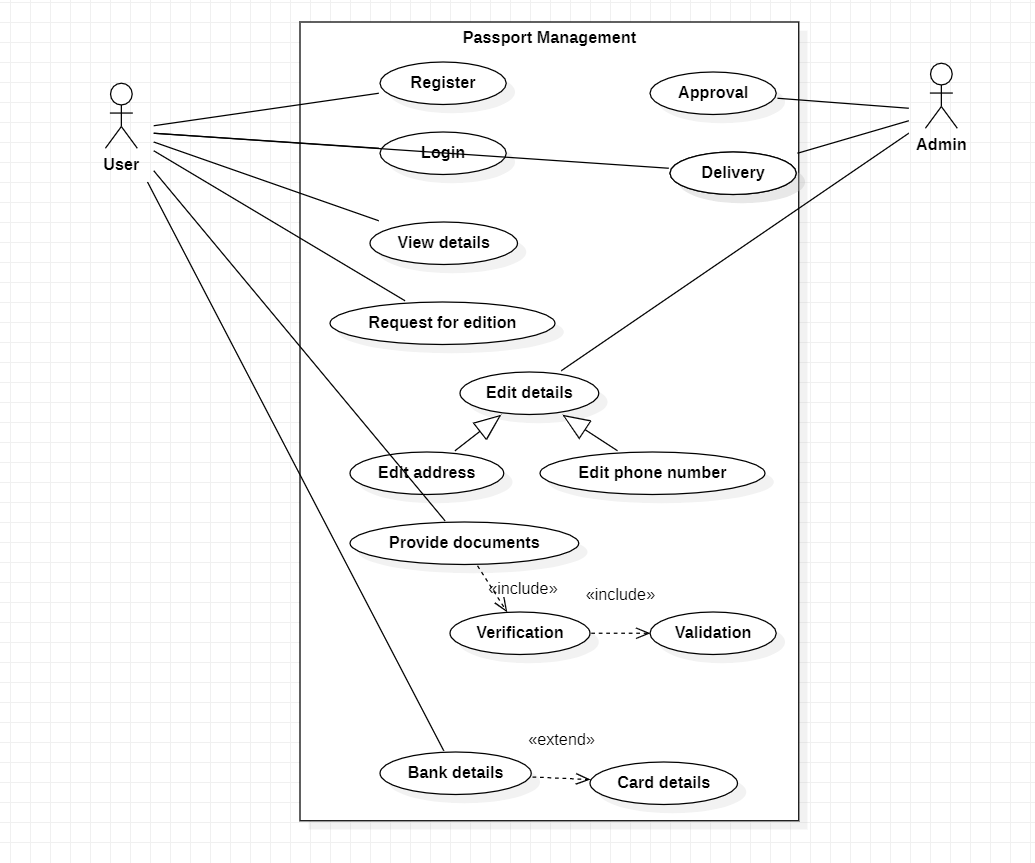 Passport Management
Register
Approval
Login
User
Admin
Delivery
View details
Request for edition
Edit details
Edit address
Edit phone number
Provide documents
«include»
«include»
Verification
Validation
«extend»
Bank details
Card details